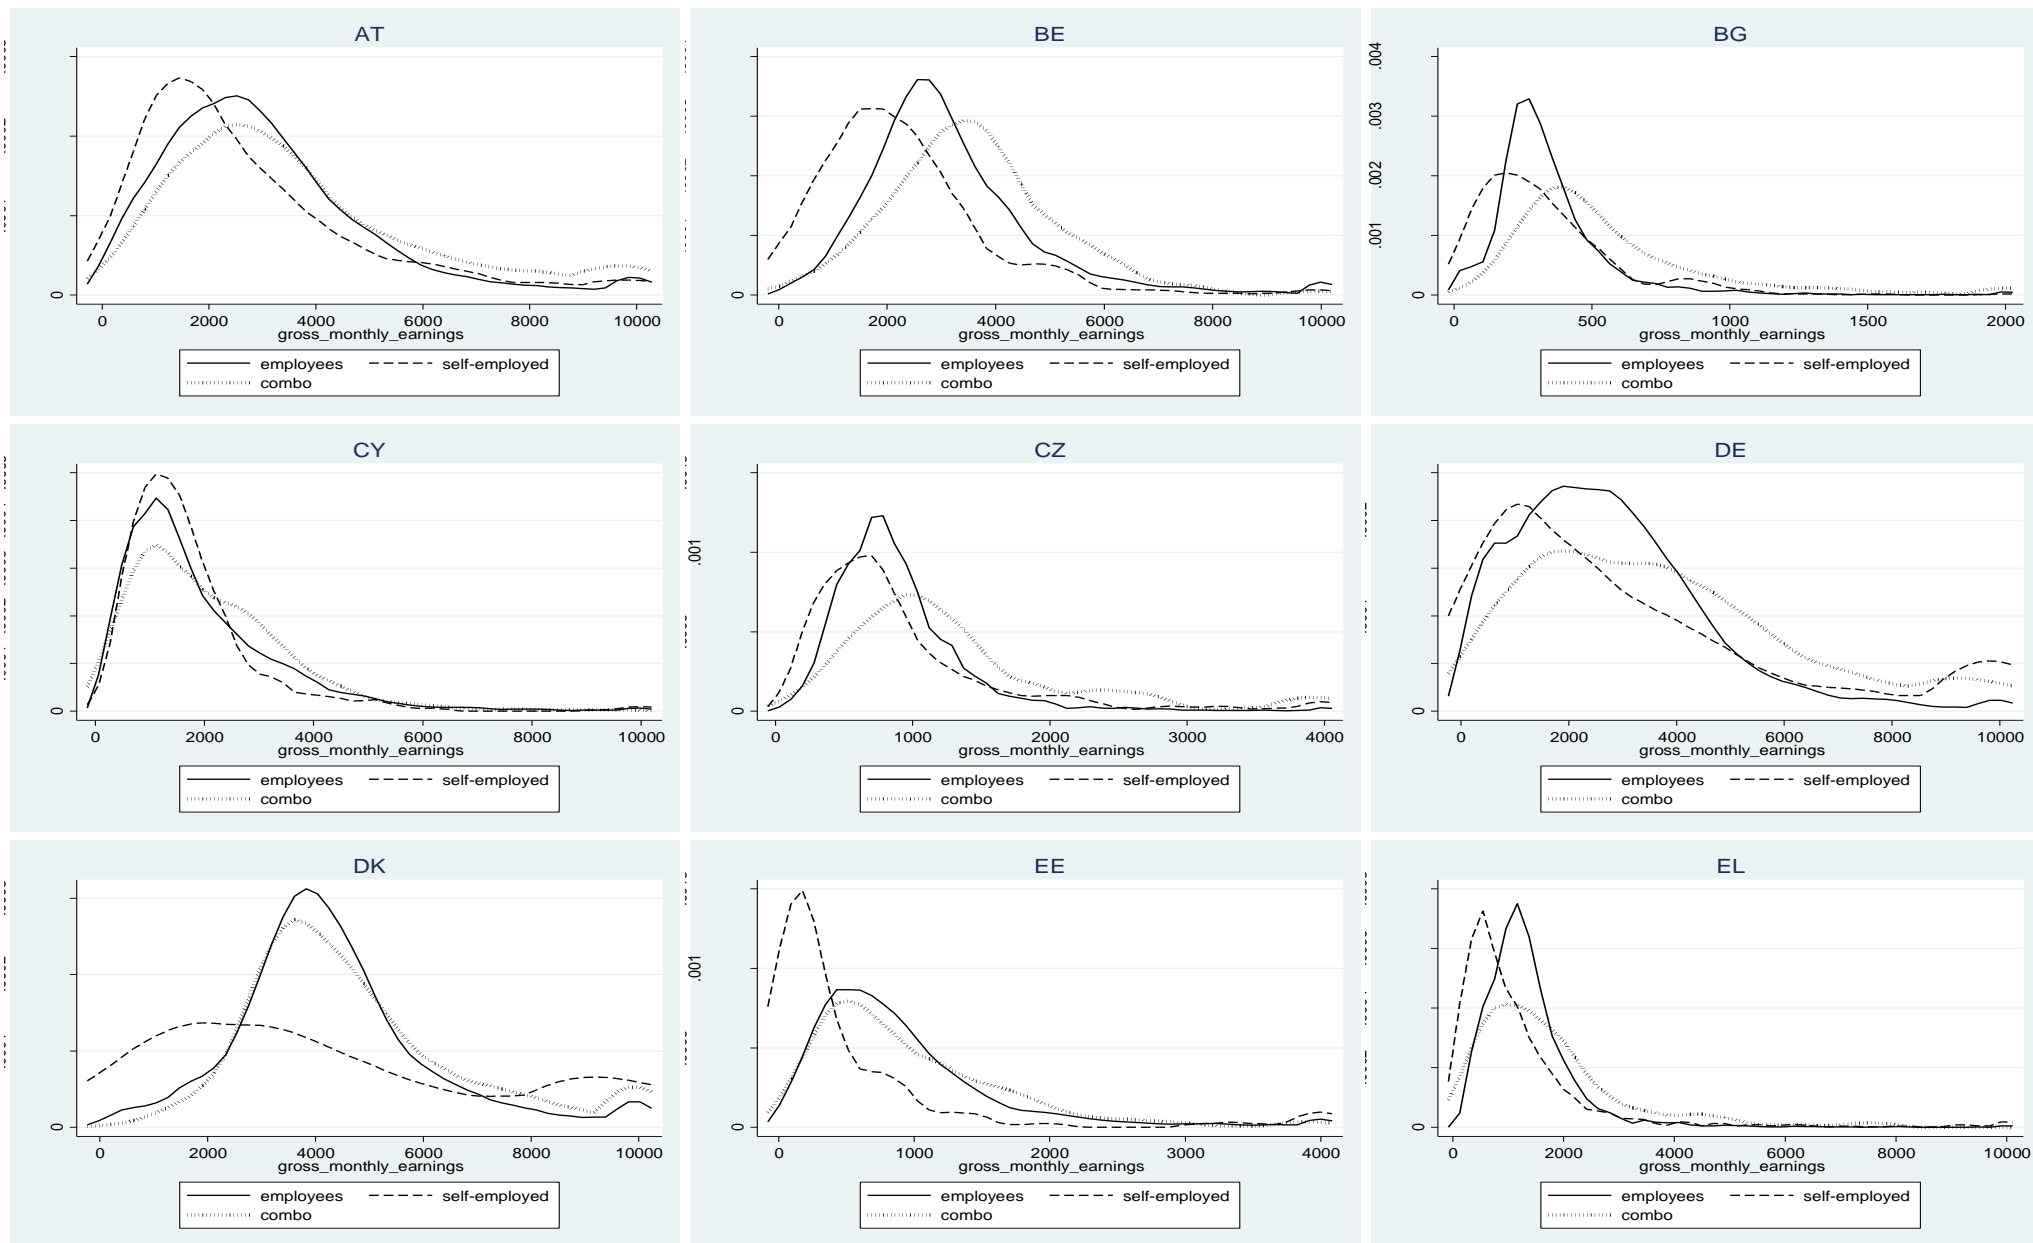 AT
0
0 2000 4000 6000 8000 10000
gross_monthly_earnings
employees self-employed
combo
BE
0
0 2000 4000 6000 8000 10000
gross_monthly_earnings
employees self-employed
combo
BG
.004
.003
.002
.001
0
0 500 1000 1500 2000
gross_monthly_earnings
employees self-employed
combo
CY
0
0 2000 4000 6000 8000 10000
gross_monthly_earnings
employees self-employed
combo
CZ
.001
0
0 1000 2000 3000 4000
gross_monthly_earnings
employees self-employed
combo
DE
0
0 2000 4000 6000 8000 10000
gross_monthly_earnings
employees self-employed
combo
DK
0
0 2000 4000 6000 8000 10000
gross_monthly_earnings
employees self-employed
combo
EE
.001
0
0 1000 2000 3000 4000
gross_monthly_earnings
employees self-employed
combo
EL
0
0 2000 4000 6000 8000 10000
gross_monthly_earnings
employees self-employed
combo